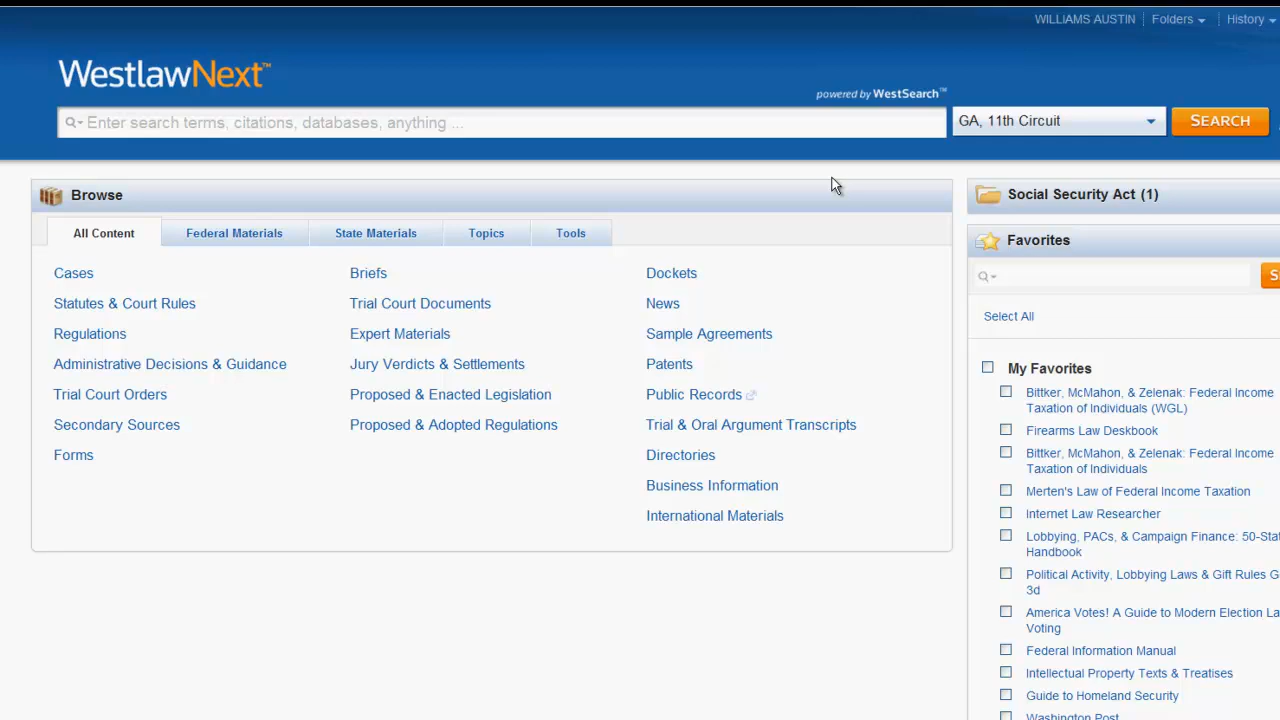 WILLIAMS AUSTIN Folders History
WestlawNext™
powered by WestSearch™
Enter search terms, citations, databases, anything ...
GA, 11th Circuit
SEARCH
Browse
All Content
Federal Materials
State Materials
Topics
Tools
Cases
Statutes & Court Rules
Regulations
Administrative Decisions & Guidance
Trial Court Orders
Secondary Sources
Forms
Briefs
Trial Court Documents
Expert Materials
Jury Verdicts & Settlements
Proposed & Enacted Legislation
Proposed & Adopted Regulations
Dockets
News
Sample Agreements
Patents
Public Records
Trial & Oral Argument Transcripts
Directories
Business Information
International Materials
Social Security Act (1)
Favorites
S
Select All
My Favorites
Bittker, McMahon, & Zelenak: Federal Income
Taxation of Individuals (WGL)
Firearms Law Deskbook
Bittker, McMahon, & Zelenak: Federal Income
Taxation of Individuals
Merten's Law of Federal Income Taxation
Internet Law Researcher
Lobbying, PACs, & Campaign Finance: 50-Stat
Handbook
Political Activity, Lobbying Laws & Gift Rules G
3d
America Votes! A Guide to Modern Election La
Voting
Federal Information Manual
Intellectual Property Texts & Treatises
Guide to Homeland Security
Washington Post